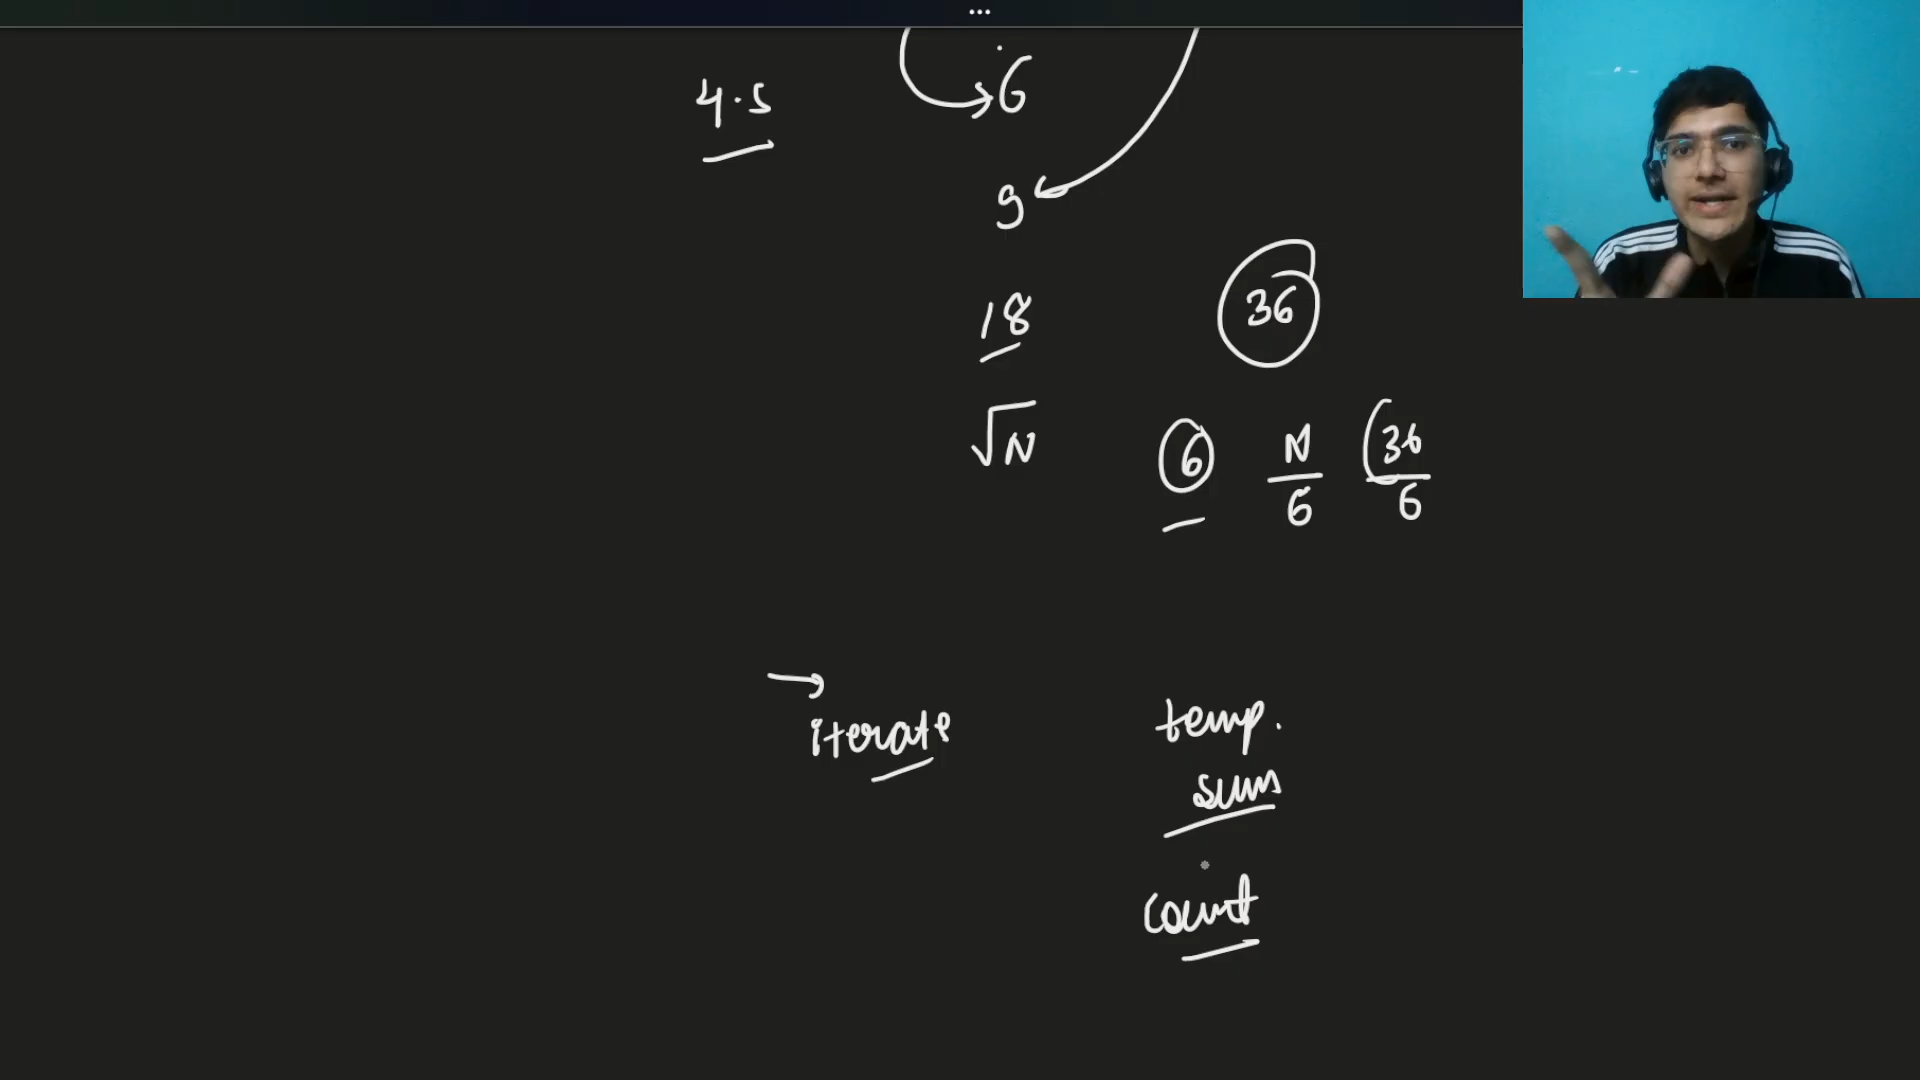 ...
4.5 6
9
18 36
√N 6 N/6 36/6
→
iterate temp.
sum
count